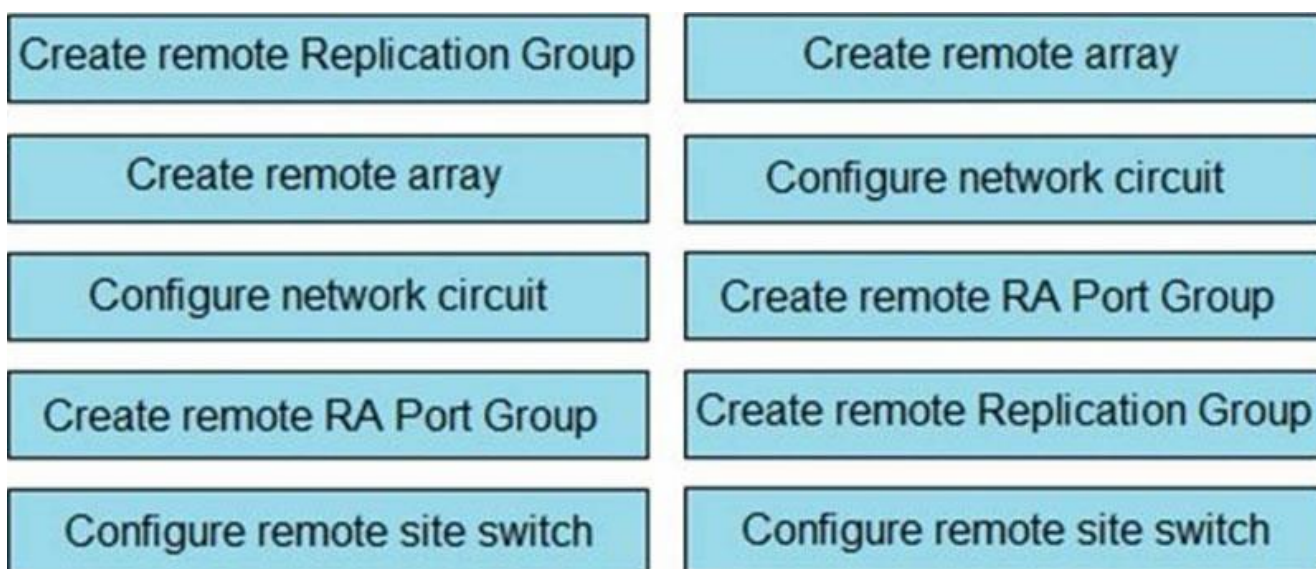 Create remote Replication Group
Create remote array
Create remote array
Configure network circuit
Configure network circuit
Create remote RA Port Group
Create remote RA Port Group
Create remote Replication Group
Configure remote site switch
Configure remote site switch